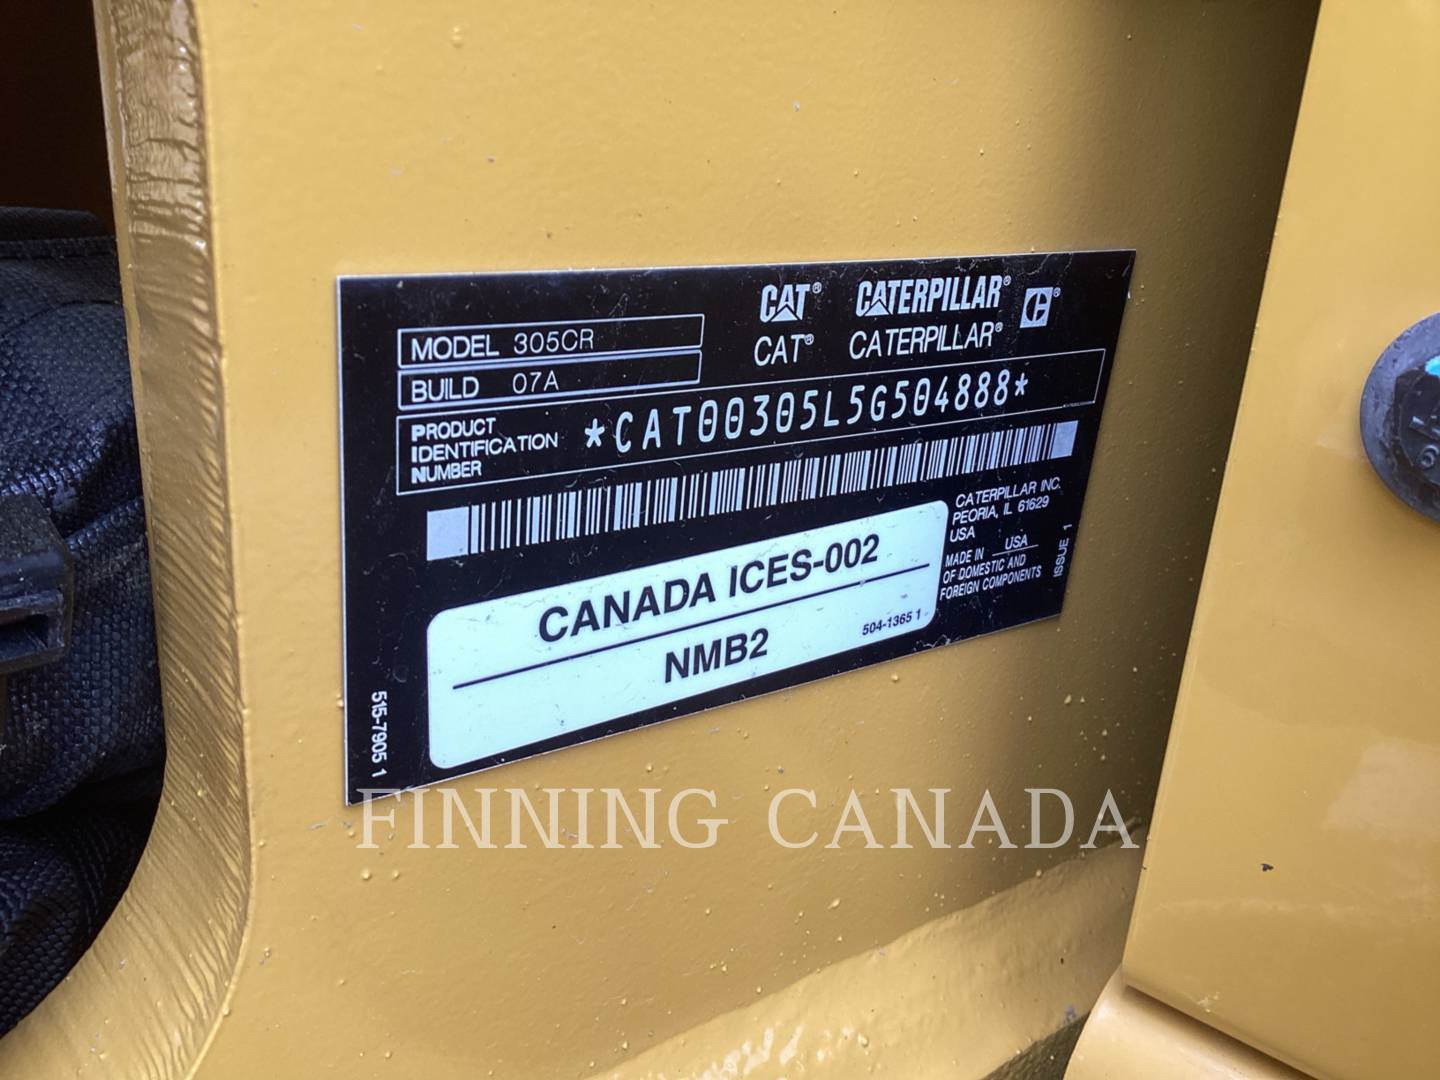 CAT® CATERPILLAR®
CAT® CATERPILLAR®
MODEL 305CR
BUILD 07A
PRODUCT
IDENTIFICATION
NUMBER
*CAT00305L5G504888*
CATERPILLAR INC.
PEORIA, IL 61629
USA
MADE IN USA
OF DOMESTIC AND
FOREIGN COMPONENTS
ISSUE 1
CANADA ICES-002
NMB2
504-1365 1
515-7905 1
FINNING CANADA